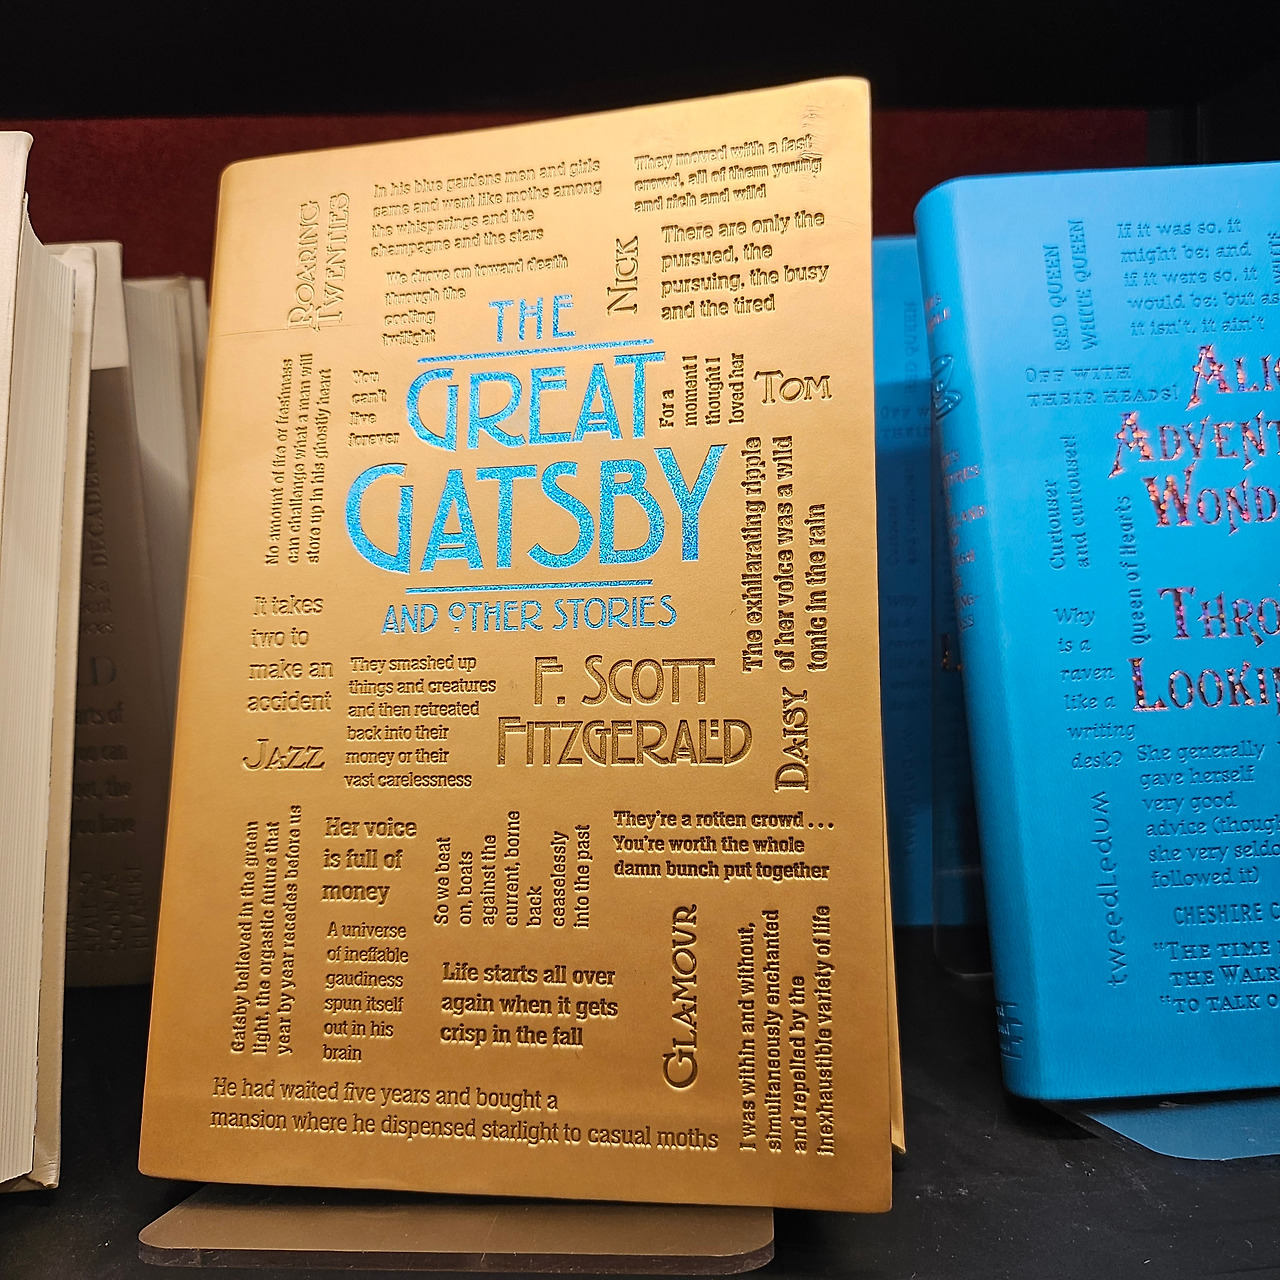 ROARING
TWENTIES
In his blue gardens men and girls
came and went like moths among
the whisperings and the
champagne and the stars
They moved with a fast
crowd, all of them young
and rich and wild
We drove on toward death
through the
cooling
twilight
NICK
There are only the
pursued, the
pursuing, the busy
and the tired
THE
GREAT
GATSBY
AND OTHER STORIES
No amount of fire or freshness
can challenge what a man will
store up in his ghostly heart
You
can't
live
forever
For a
moment I
thought I
loved her
TOM
The exhilarating ripple
of her voice was a wild
tonic in the rain
It takes
two to
make an
accident
They smashed up
things and creatures
and then retreated
back into their
money or their
vast carelessness
F. SCOTT
FITZGERALD
DAISY
JAZZ
Gatsby believed in the green
light, the orgastic future that
year by year recedes before us
Her voice
is full of
money
So we beat
on, boats
against the
current, borne
back
ceaselessly
into the past
They're a rotten crowd . . .
You're worth the whole
damn bunch put together
A universe
of ineffable
gaudiness
spun itself
out in his
brain
Life starts all over
again when it gets
crisp in the fall
GLAMOUR
I was within and without,
simultaneously enchanted
and repelled by the
inexhaustible variety of life
He had waited five years and bought a
mansion where he dispensed starlight to casual moths
RED QUEEN
WHITE QUEEN
If it was so, it
might be; and
if it were so, it
would be; but as
it isn't, it ain't
OFF WITH
THEIR HEADS!
ALIC
ADVENT
WOND
THRO
LOOKIN
Curiouser
and curiouser!
Queen of Hearts
Why
is a
raven
like a
writing
desk?
She generally
gave herself
very good
advice (though
she very seldo
followed it)
tweedledum
CHESHIRE C
"THE TIME
THE WALR
"TO TALK O
DECADENCE